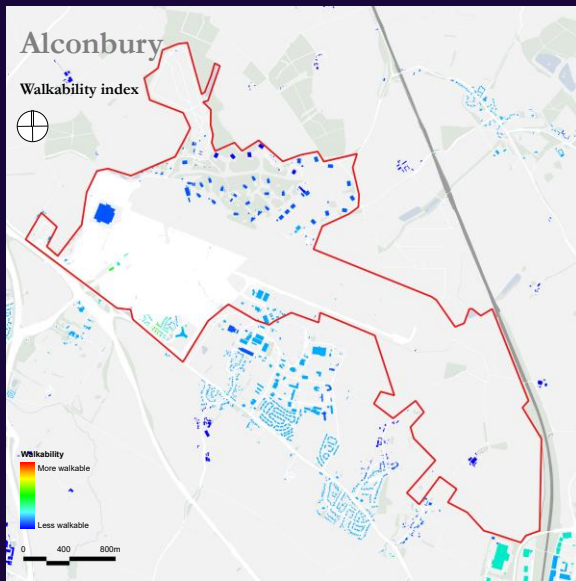 Alconbury
Walkability index
Walkability
More walkable
Less walkable
0 400 800m